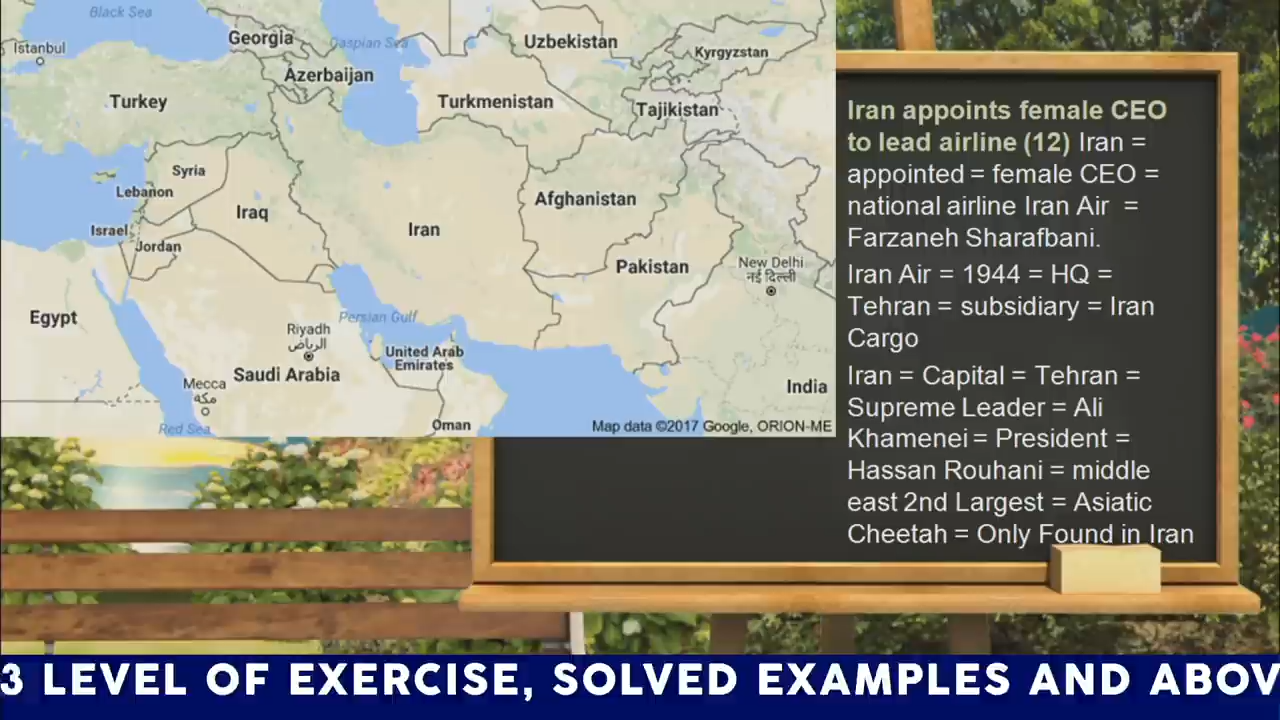 Black Sea
Istanbul
Georgia
Caspian Sea
Uzbekistan
Kyrgyzstan
Azerbaijan
Turkey
Turkmenistan
Tajikistan
Syria
Lebanon
Iraq
Iran
Afghanistan
Israel
Jordan
Pakistan
New Delhi
नई दिल्ली
Egypt
Persian Gulf
Riyadh
الرياض
United Arab
Emirates
Saudi Arabia
Mecca
مكة
India
Red Sea
Oman
Map data ©2017 Google, ORION-ME
Iran appoints female CEO
to lead airline (12) Iran =
appointed = female CEO =
national airline Iran Air =
Farzaneh Sharafbani.
Iran Air = 1944 = HQ =
Tehran = subsidiary = Iran
Cargo
Iran = Capital = Tehran =
Supreme Leader = Ali
Khamenei = President =
Hassan Rouhani = middle
east 2nd Largest = Asiatic
Cheetah = Only Found in Iran
3 LEVEL OF EXERCISE, SOLVED EXAMPLES AND ABOV